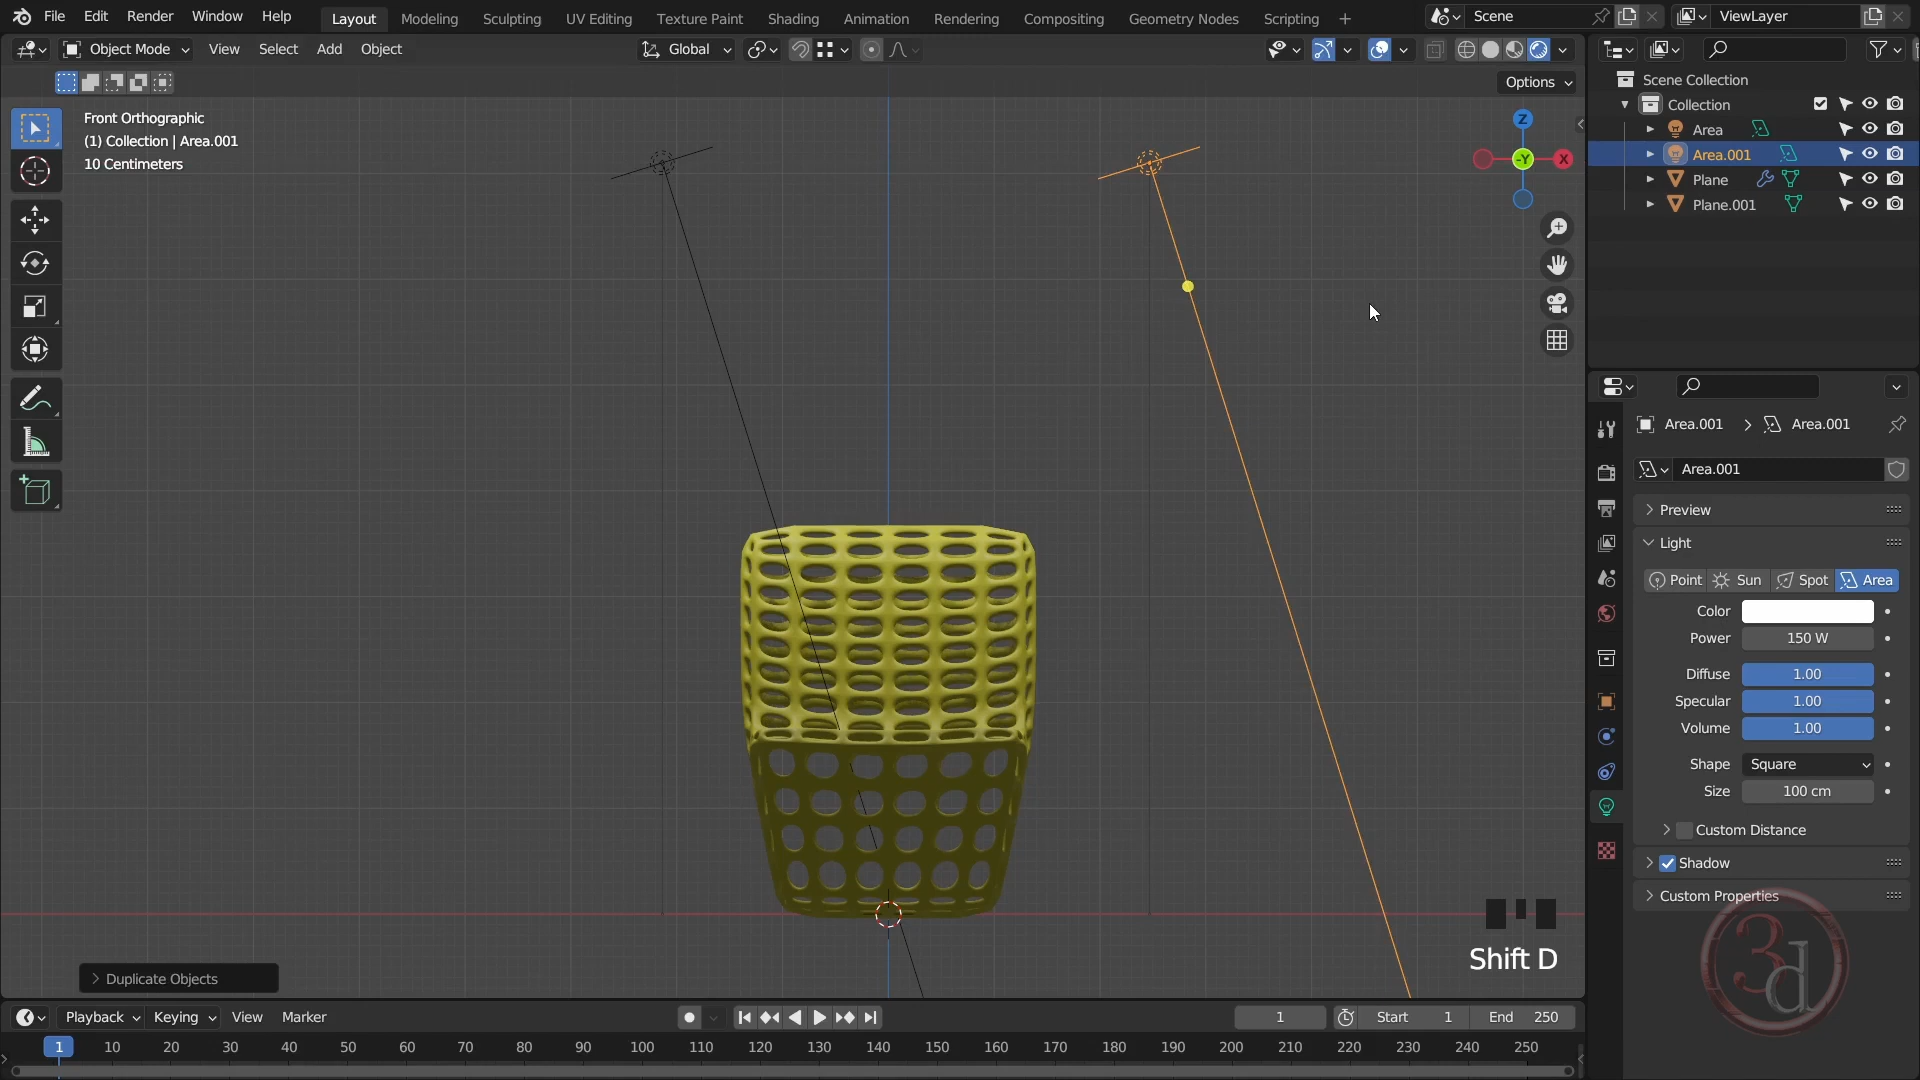 File Edit Render Window Help Layout Modeling Sculpting UV Editing Texture Paint Shading Animation Rendering Compositing Geometry Nodes Scripting + Scene ViewLayer
Object Mode View Select Add Object Global
Options
Front Orthographic
(1) Collection | Area.001
10 Centimeters
Z
-Y X
Shift D
Duplicate Objects
Scene Collection
Collection
Area
Area.001
Plane
Plane.001
Area.001 > Area.001
Area.001
Preview
Light
Point Sun Spot Area
Color
Power 150 W
Diffuse 1.00
Specular 1.00
Volume 1.00
Shape Square
Size 100 cm
Custom Distance
Shadow
Custom Properties
3d
Playback Keying View Marker 1 Start 1 End 250
1 10 20 30 40 50 60 70 80 90 100 110 120 130 140 150 160 170 180 190 200 210 220 230 240 250